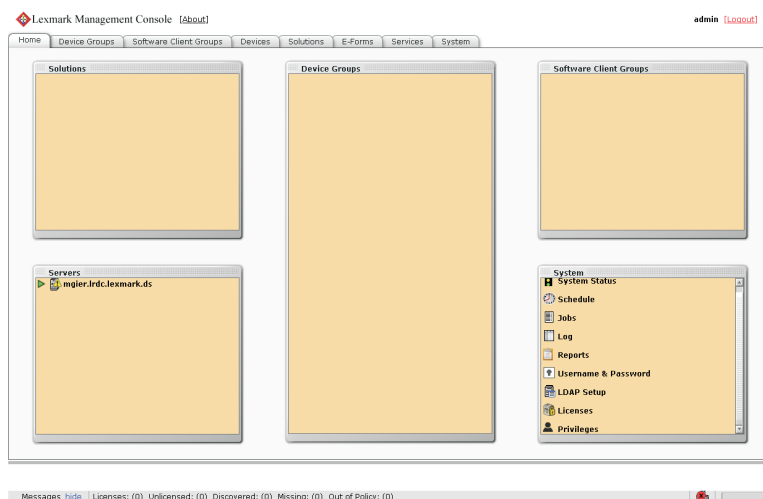 Lexmark Management Console [About] admin [Logout]
Home Device Groups Software Client Groups Devices Solutions E-Forms Services System
Solutions Device Groups Software Client Groups
Servers
mgier.lrdc.lexmark.ds
System
System Status
Schedule
Jobs
Log
Reports
Username & Password
LDAP Setup
Licenses
Privileges
Messages hide Licenses: (0) Unlicensed: (0) Discovered: (0) Missing: (0) Out of Policy: (0)